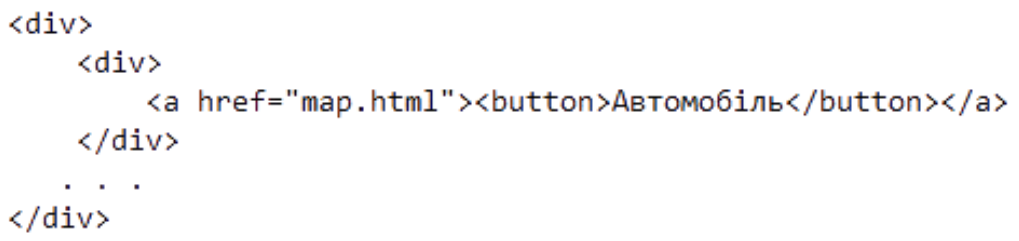 <div>
    <div>
        <a href="map.html"><button>Автомобіль</button></a>
    </div>
   . . .
</div>